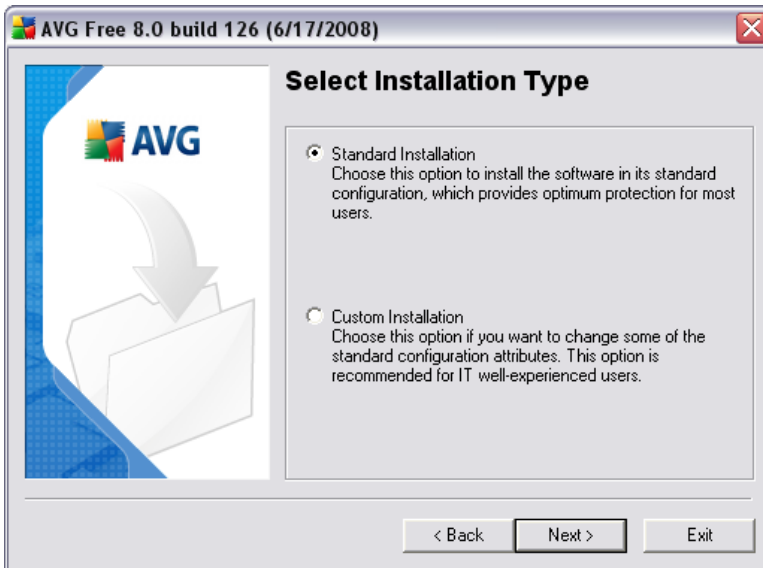 AVG Free 8.0 build 126 (6/17/2008)
AVG
Select Installation Type
Standard Installation
Choose this option to install the software in its standard
configuration, which provides optimum protection for most
users.
Custom Installation
Choose this option if you want to change some of the
standard configuration attributes. This option is
recommended for IT well-experienced users.
< Back
Next >
Exit